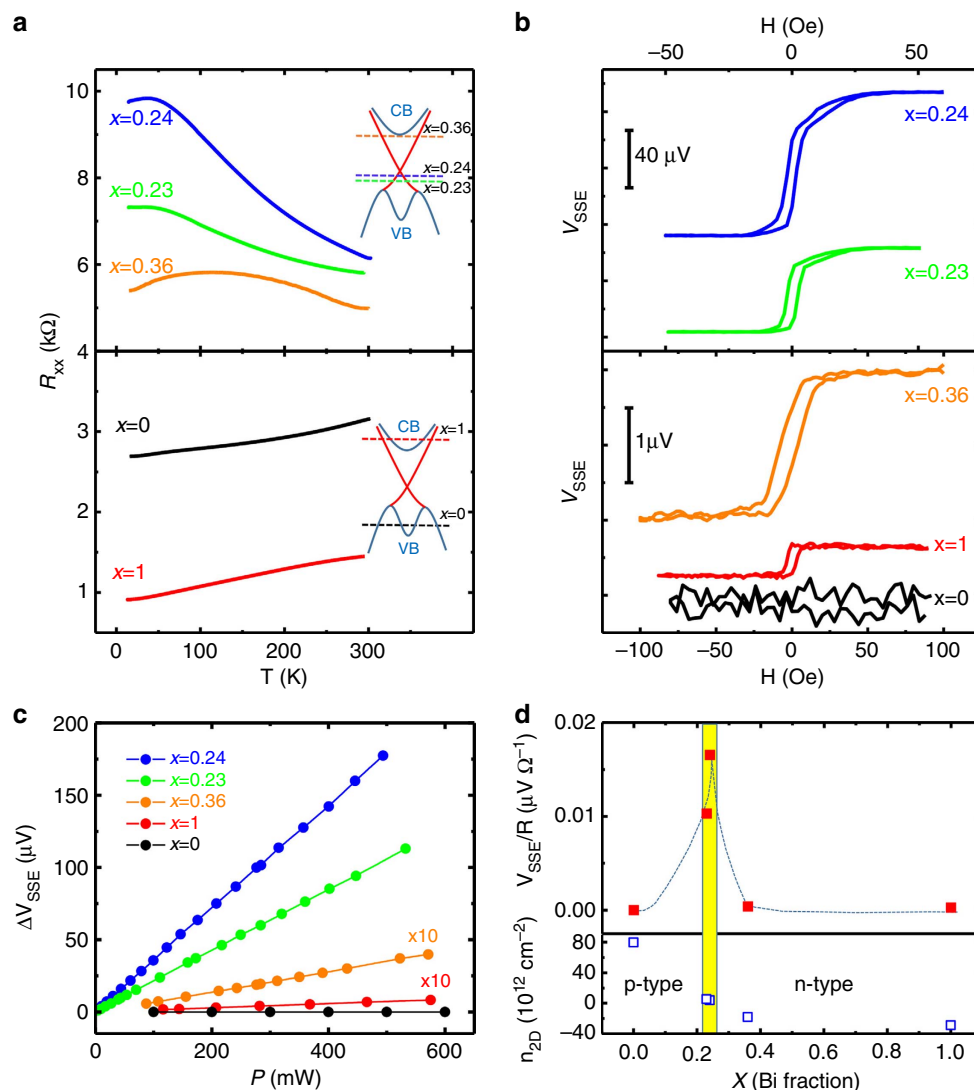 a
10
8
6
4
3
2
1
0
100
200
300
400
T (K)
R_xx (kΩ)
x=0.24
x=0.23
x=0.36
CB
x=0.36
x=0.24
x=0.23
VB
x=0
x=1
CB
x=1
x=0
VB
b
H (Oe)
−50
0
50
40 μV
V_SSE
x=0.24
x=0.23
1μV
V_SSE
x=0.36
x=1
x=0
−100
−50
0
50
100
H (Oe)
c
200
150
100
50
0
ΔV_SSE (μV)
x=0.24
x=0.23
x=0.36
x=1
x=0
x10
x10
0
200
400
600
P (mW)
d
0.02
0.01
0.00
V_SSE/R (μV Ω⁻¹)
80
40
0
−40
n_2D (10¹² cm⁻²)
p-type
n-type
0.0
0.2
0.4
0.6
0.8
1.0
X (Bi fraction)